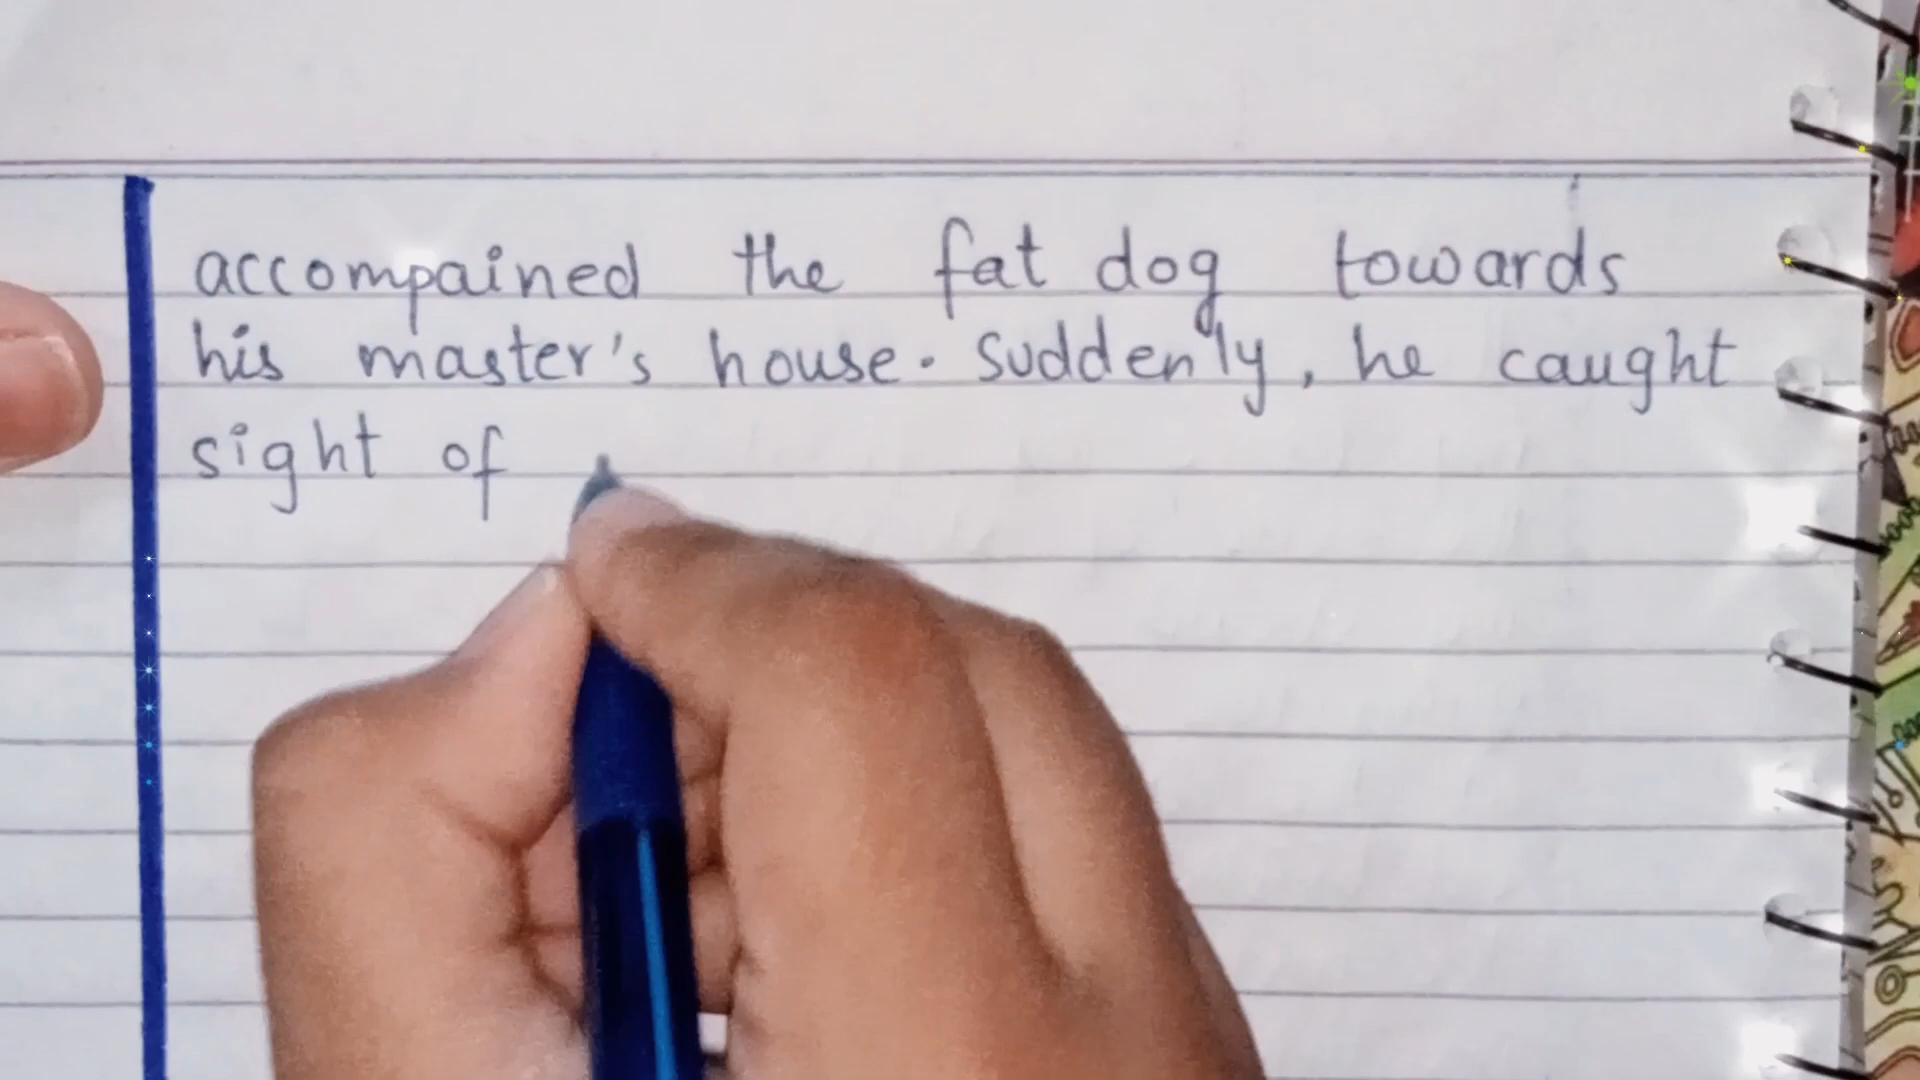 accompained the fat dog towards
his master's house. Suddenly, he caught
sight of